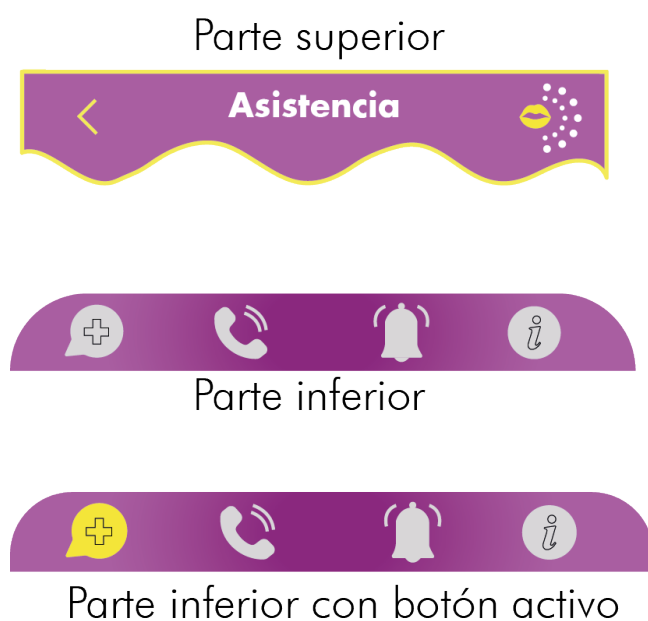 Parte superior
Asistencia
Parte inferior
Parte inferior con botón activo